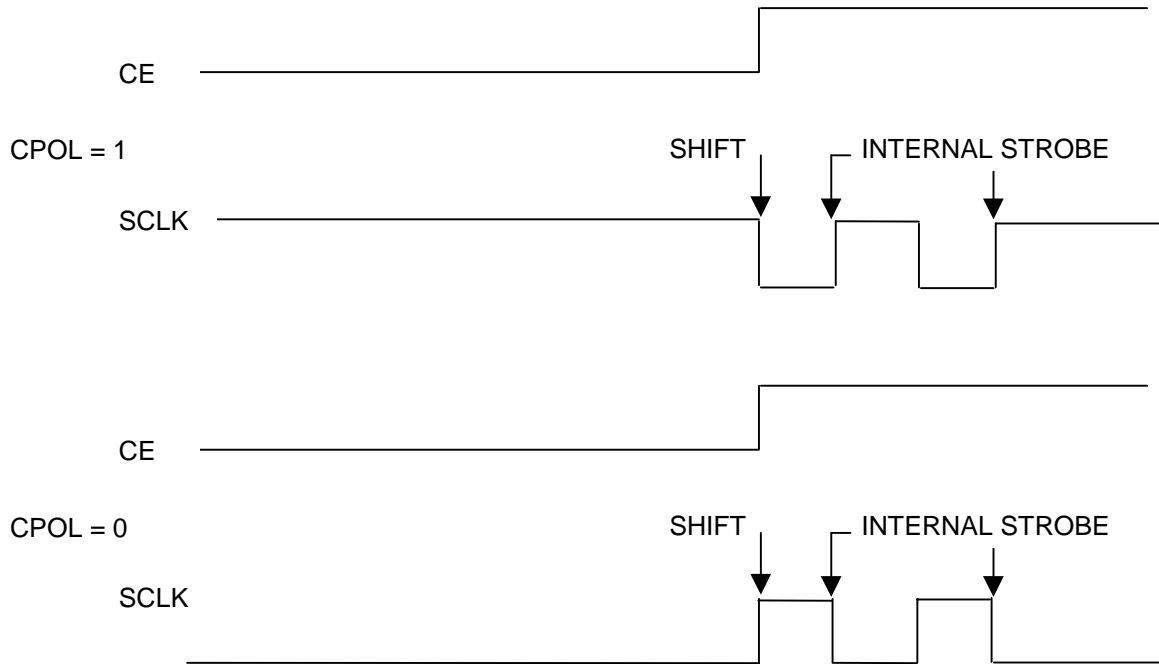 CE
CPOL = 1
SHIFT
INTERNAL STROBE
SCLK
CE
CPOL = 0
SHIFT
INTERNAL STROBE
SCLK